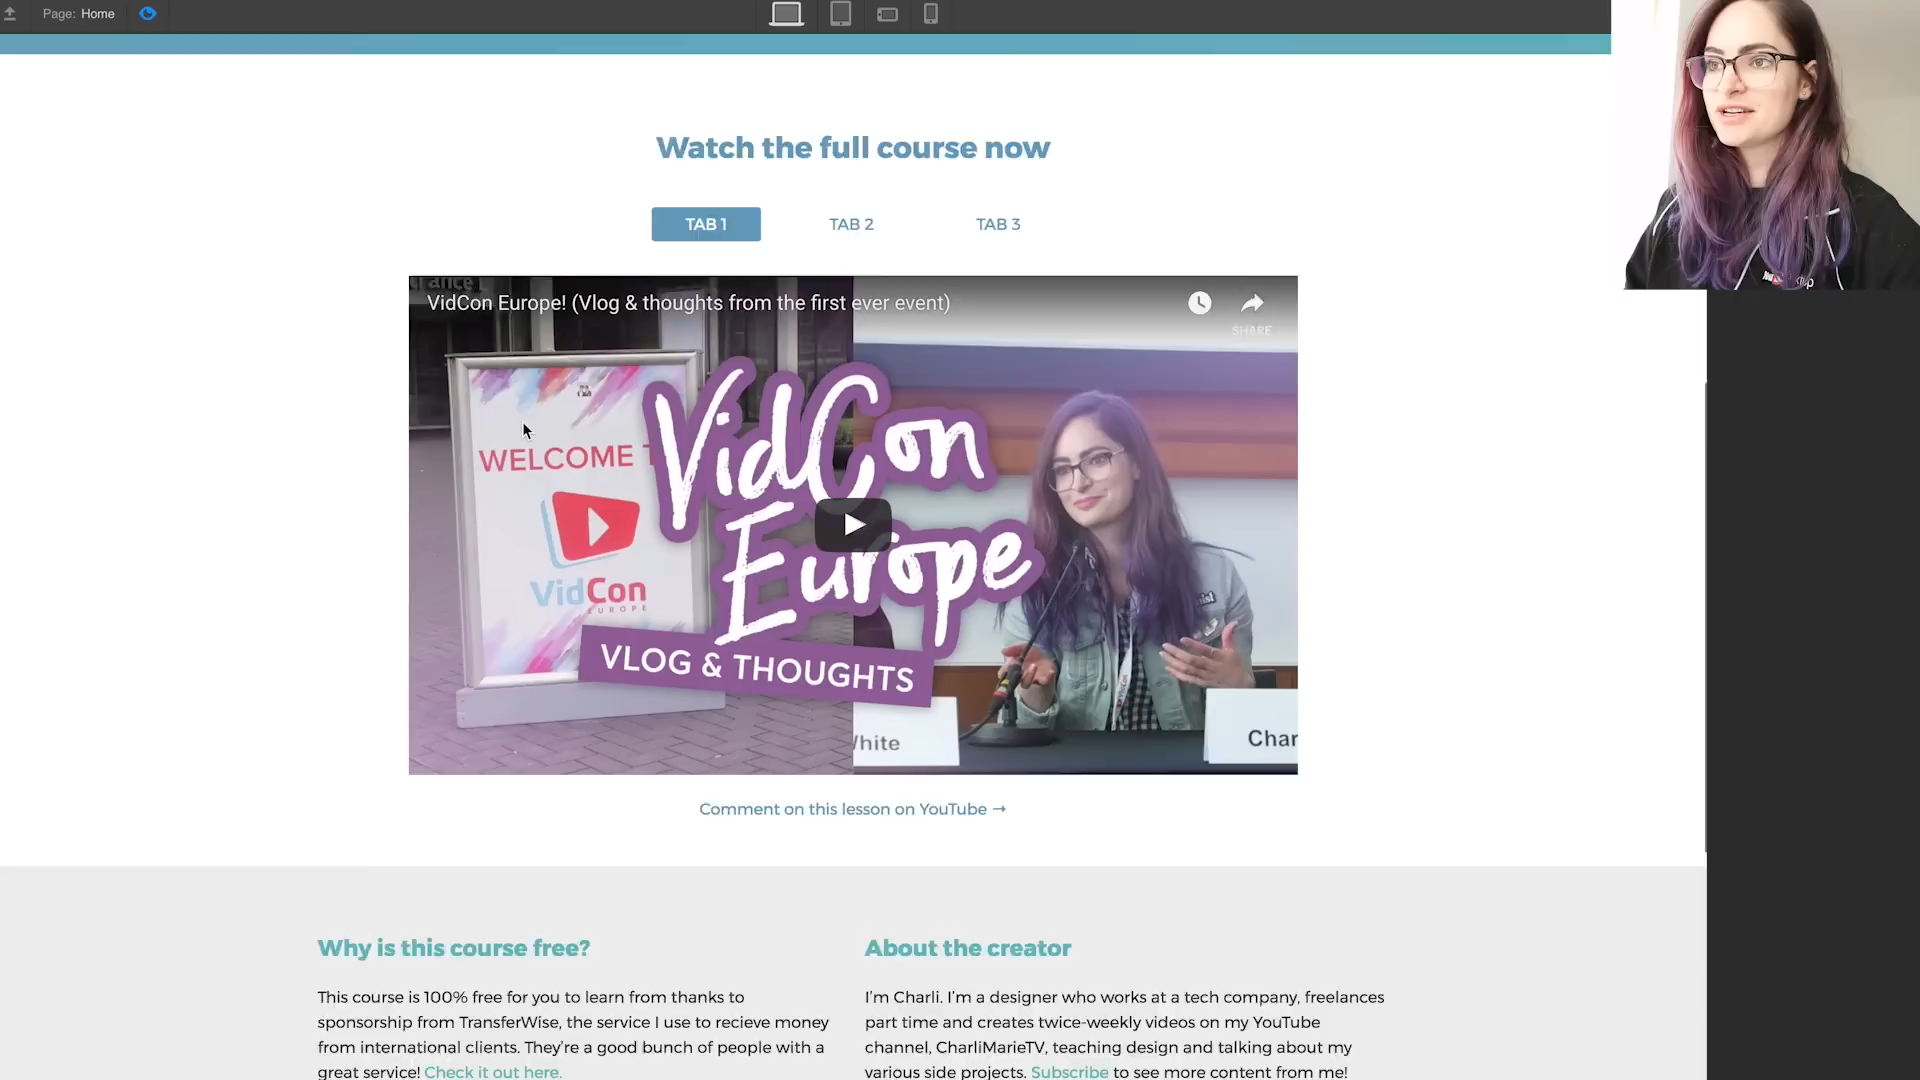 Page: Home
Watch the full course now
TAB 1
TAB 2
TAB 3
VidCon Europe! (Vlog & thoughts from the first ever event)
SHARE
WELCOME
VidCon
EUROPE
VidCon
Europe
VLOG & THOUGHTS
Comment on this lesson on YouTube →
Why is this course free?
This course is 100% free for you to learn from thanks to
sponsorship from TransferWise, the service I use to recieve money
from international clients. They're a good bunch of people with a
great service! Check it out here.
About the creator
I'm Charli. I'm a designer who works at a tech company, freelances
part time and creates twice-weekly videos on my YouTube
channel, CharliMarieTV, teaching design and talking about my
various side projects. Subscribe to see more content from me!